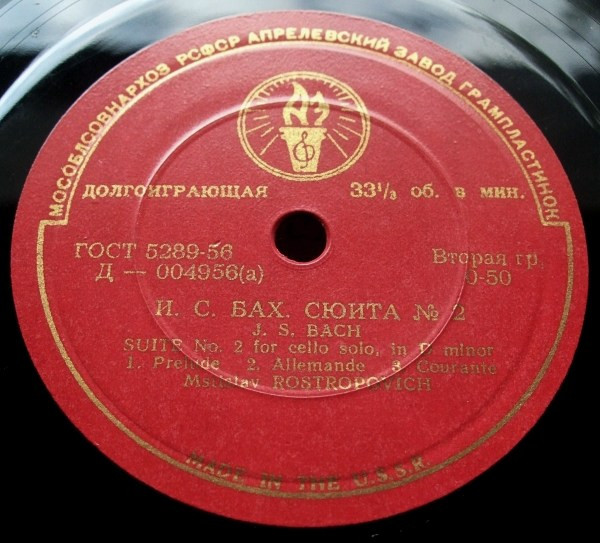 МОСОБЛСОВНАРХОЗ РСФСР АПРЕЛЕВСКИЙ ЗАВОД ГРАМПЛАСТИНОК
ДОЛГОИГРАЮЩАЯ 33⅓ об. в мин.
ГОСТ 5289-56 Вторая гр.
Д — 004956(а) 0-50
И. С. БАХ. СЮИТА № 2
J. S. BACH
SUITE No. 2 for cello solo, in D minor
1. Prelude 2. Allemande 3. Courante
Mstislav ROSTROPOVICH
MADE IN THE U.S.S.R.